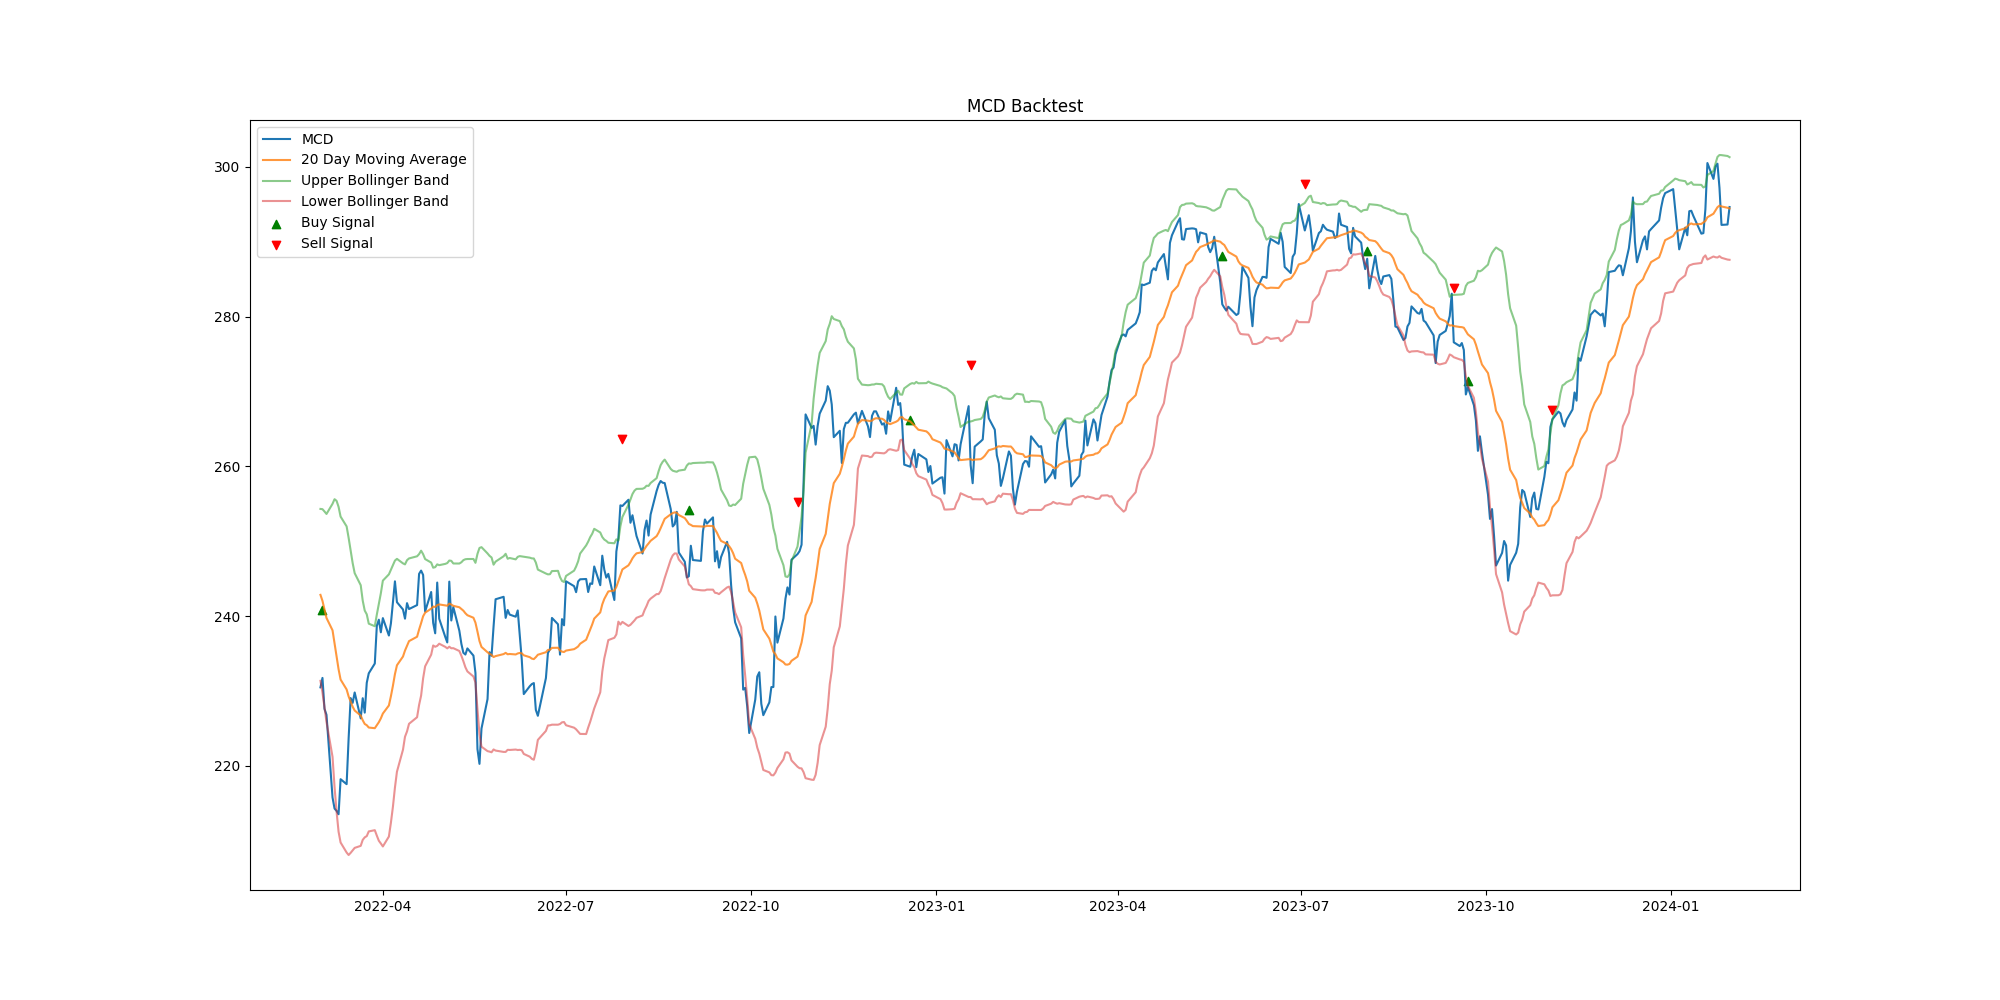 MCD Backtest
MCD
20 Day Moving Average
Upper Bollinger Band
Lower Bollinger Band
Buy Signal
Sell Signal
300
280
260
240
220
2022-04 2022-07 2022-10 2023-01 2023-04 2023-07 2023-10 2024-01